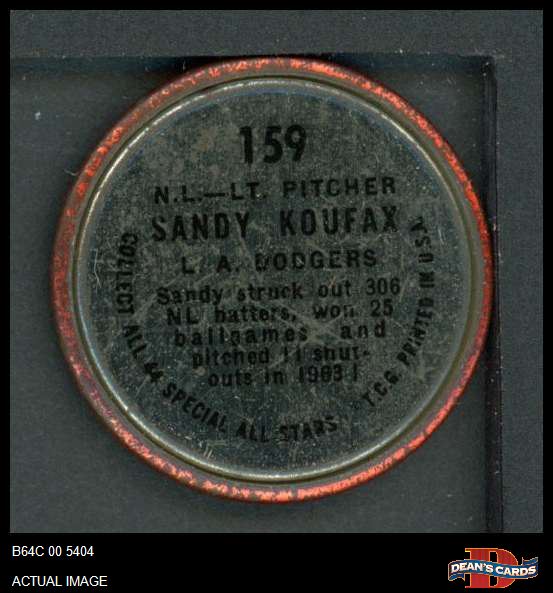 159
N.L.—LT. PITCHER
SANDY KOUFAX
L. A. DODGERS
Sandy struck out 306
NL batters, won 25
ballgames and
pitched 11 shut-
outs in 1963!
COLLECT ALL 44 SPECIAL ALL STARS
T.C.G. PRINTED IN U.S.A.
B64C 00 5404
ACTUAL IMAGE
D
DEAN'S CARDS